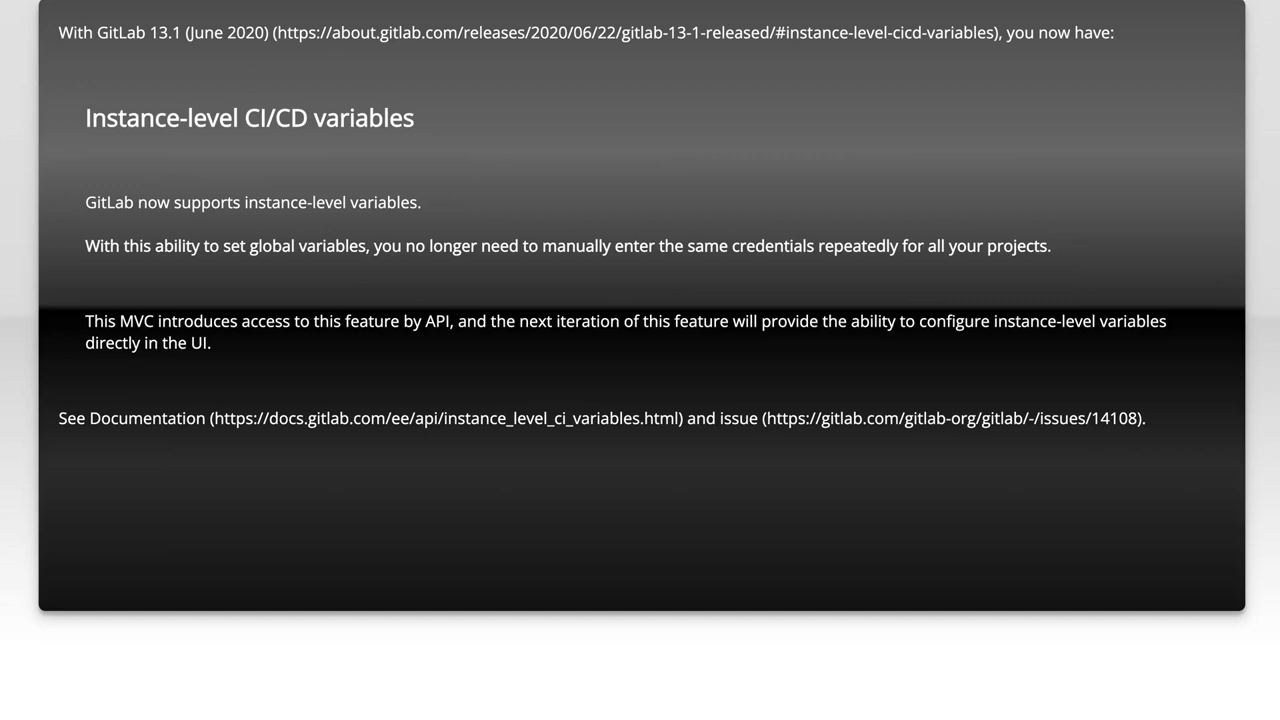 With GitLab 13.1 (June 2020) (https://about.gitlab.com/releases/2020/06/22/gitlab-13-1-released/#instance-level-cicd-variables), you now have:
Instance-level CI/CD variables
GitLab now supports instance-level variables.
With this ability to set global variables, you no longer need to manually enter the same credentials repeatedly for all your projects.
This MVC introduces access to this feature by API, and the next iteration of this feature will provide the ability to configure instance-level variables
directly in the UI.
See Documentation (https://docs.gitlab.com/ee/api/instance_level_ci_variables.html) and issue (https://gitlab.com/gitlab-org/gitlab/-/issues/14108).